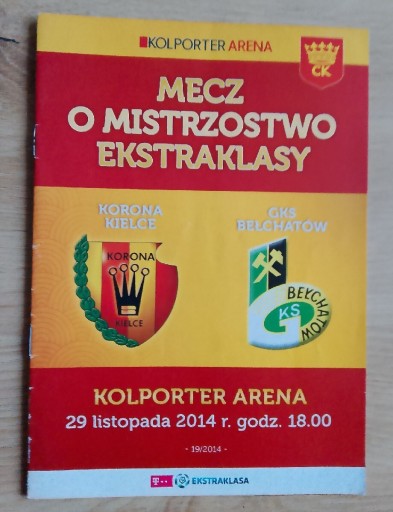 KOLPORTER ARENA
CK
MECZ
O MISTRZOSTWO
EKSTRAKLASY
KORONA
KIELCE
GKS
BEŁCHATÓW
KORONA
KIELCE
BEŁCHATÓW
GKS
KOLPORTER ARENA
29 listopada 2014 r. godz. 18.00
- 19/2014 -
T EKSTRAKLASA